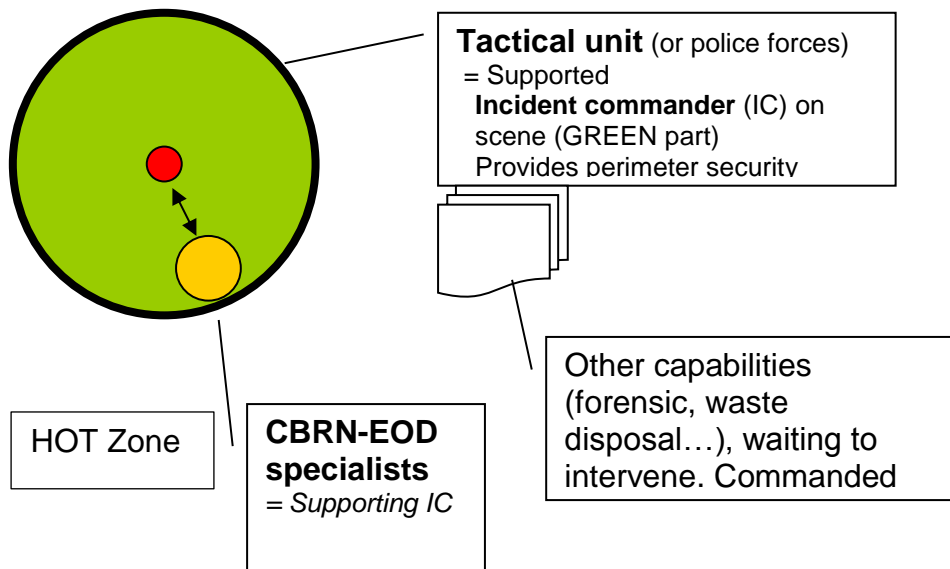 Tactical unit (or police forces)
= Supported
Incident commander (IC) on
scene (GREEN part)
Provides perimeter security
Other capabilities
(forensic, waste
disposal…), waiting to
intervene. Commanded
HOT Zone
CBRN-EOD
specialists
= Supporting IC